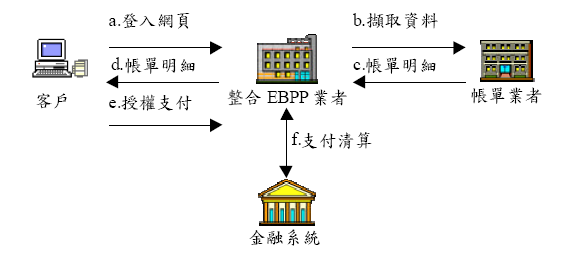 a.登入網頁
b.擷取資料
d.帳單明細
c.帳單明細
客戶
整合 EBPP 業者
帳單業者
e.授權支付
f.支付清算
金融系統